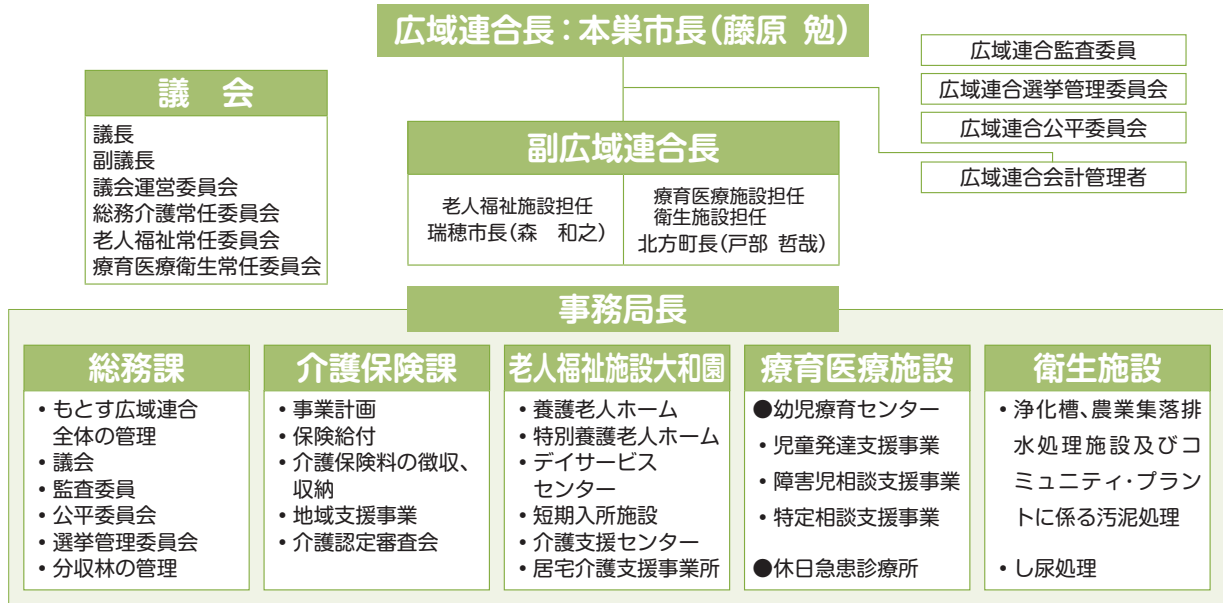 広域連合長：本巣市長(藤原 勉)
広域連合監査委員
広域連合選挙管理委員会
広域連合公平委員会
広域連合会計管理者
議 会
議長
副議長
議会運営委員会
総務介護常任委員会
老人福祉常任委員会
療育医療衛生常任委員会
副広域連合長
老人福祉施設担任
瑞穂市長(森 和之)
療育医療施設担任
衛生施設担任
北方町長(戸部 哲哉)
事務局長
総務課
・もとす広域連合
全体の管理
・議会
・監査委員
・公平委員会
・選挙管理委員会
・分収林の管理
介護保険課
・事業計画
・保険給付
・介護保険料の徴収、
収納
・地域支援事業
・介護認定審査会
老人福祉施設大和園
・養護老人ホーム
・特別養護老人ホーム
・デイサービス
センター
・短期入所施設
・介護支援センター
・居宅介護支援事業所
療育医療施設
●幼児療育センター
・児童発達支援事業
・障害児相談支援事業
・特定相談支援事業
●休日急患診療所
衛生施設
・浄化槽、農業集落排
水処理施設及びコ
ミュニティ・プラン
トに係る汚泥処理
・し尿処理